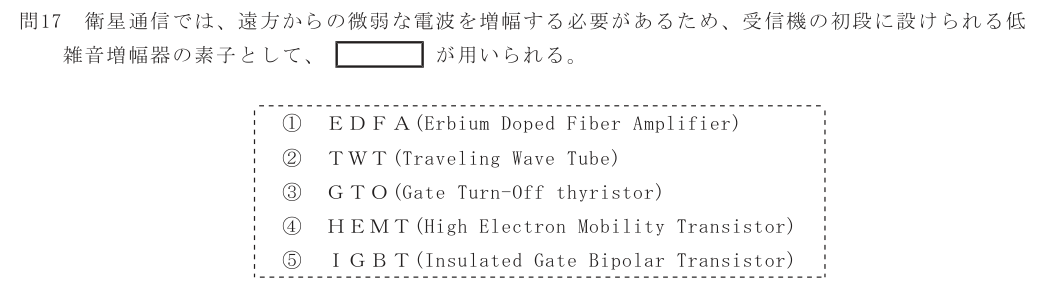 問17 衛星通信では、遠方からの微弱な電波を増幅する必要があるため、受信機の初段に設けられる低
雑音増幅器の素子として、 が用いられる。
① ＥＤＦＡ(Erbium Doped Fiber Amplifier)
② ＴＷＴ(Traveling Wave Tube)
③ ＧＴＯ(Gate Turn-Off thyristor)
④ ＨＥＭＴ(High Electron Mobility Transistor)
⑤ ＩＧＢＴ(Insulated Gate Bipolar Transistor)